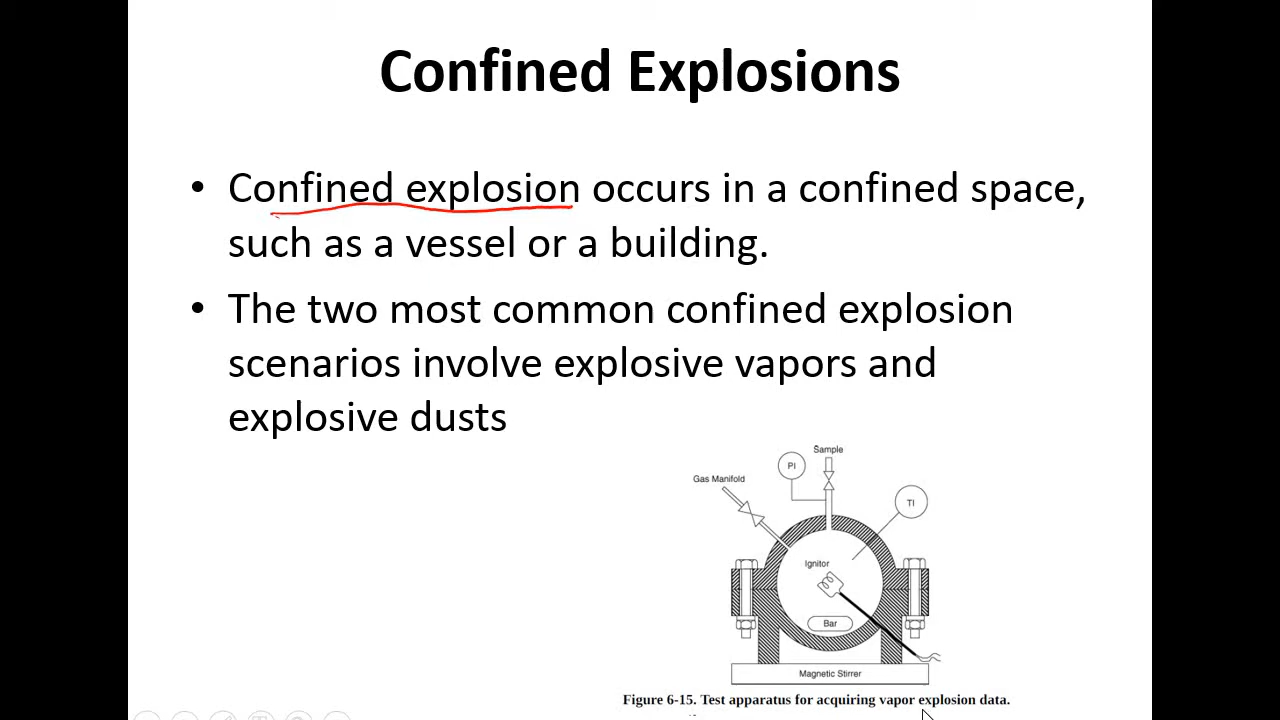 Confined Explosions
• Confined explosion occurs in a confined space,
such as a vessel or a building.
• The two most common confined explosion
scenarios involve explosive vapors and
explosive dusts
Sample
PI
Gas Manifold
TI
Ignitor
Bar
Magnetic Stirrer
Figure 6-15. Test apparatus for acquiring vapor explosion data.